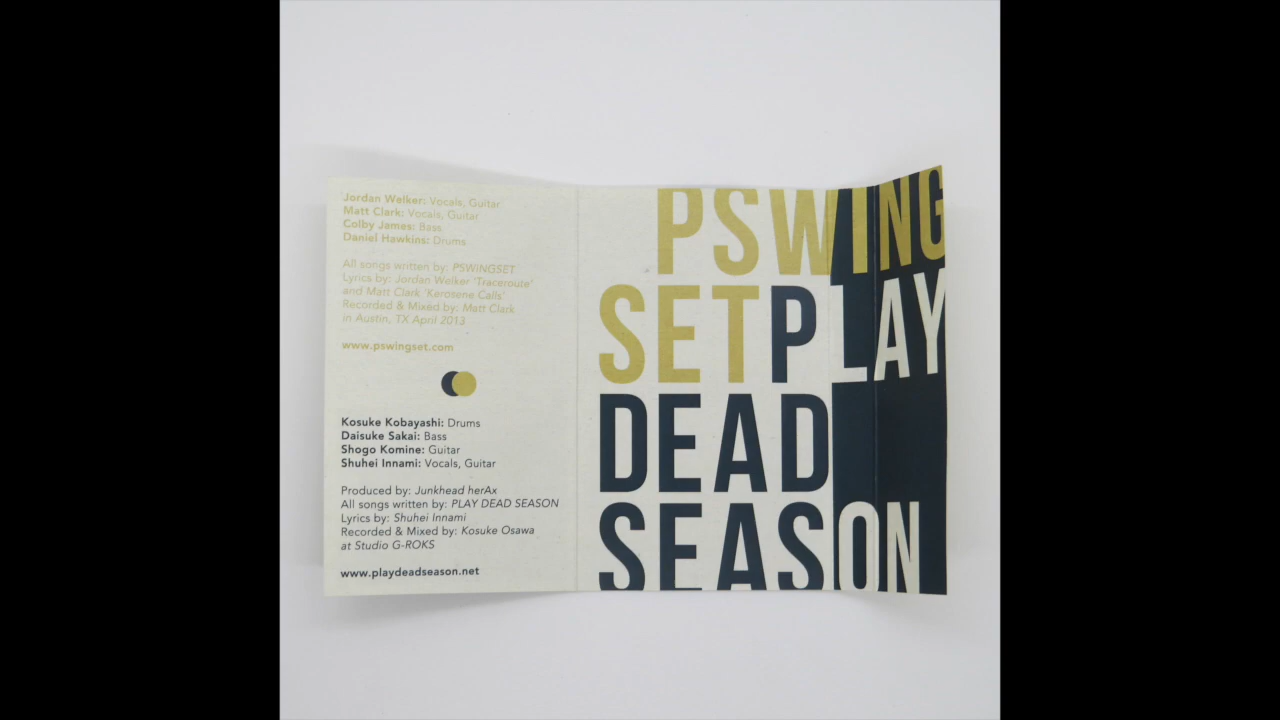 Jordan Welker: Vocals, Guitar
Matt Clark: Vocals, Guitar
Colby James: Bass
Daniel Hawkins: Drums
All songs written by: PSWINGSET
Lyrics by: Jordan Welker 'Traceroute'
and Matt Clark 'Kerosene Calls'
Recorded & Mixed by: Matt Clark
in Austin, TX April 2013
www.pswingset.com
Kosuke Kobayashi: Drums
Daisuke Sakai: Bass
Shogo Komine: Guitar
Shuhei Innami: Vocals, Guitar
Produced by: Junkhead herAx
All songs written by: PLAY DEAD SEASON
Lyrics by: Shuhei Innami
Recorded & Mixed by: Kosuke Osawa
at Studio G-ROKS
www.playdeadseason.net
PSWING
SETPLAY
DEAD
SEASON